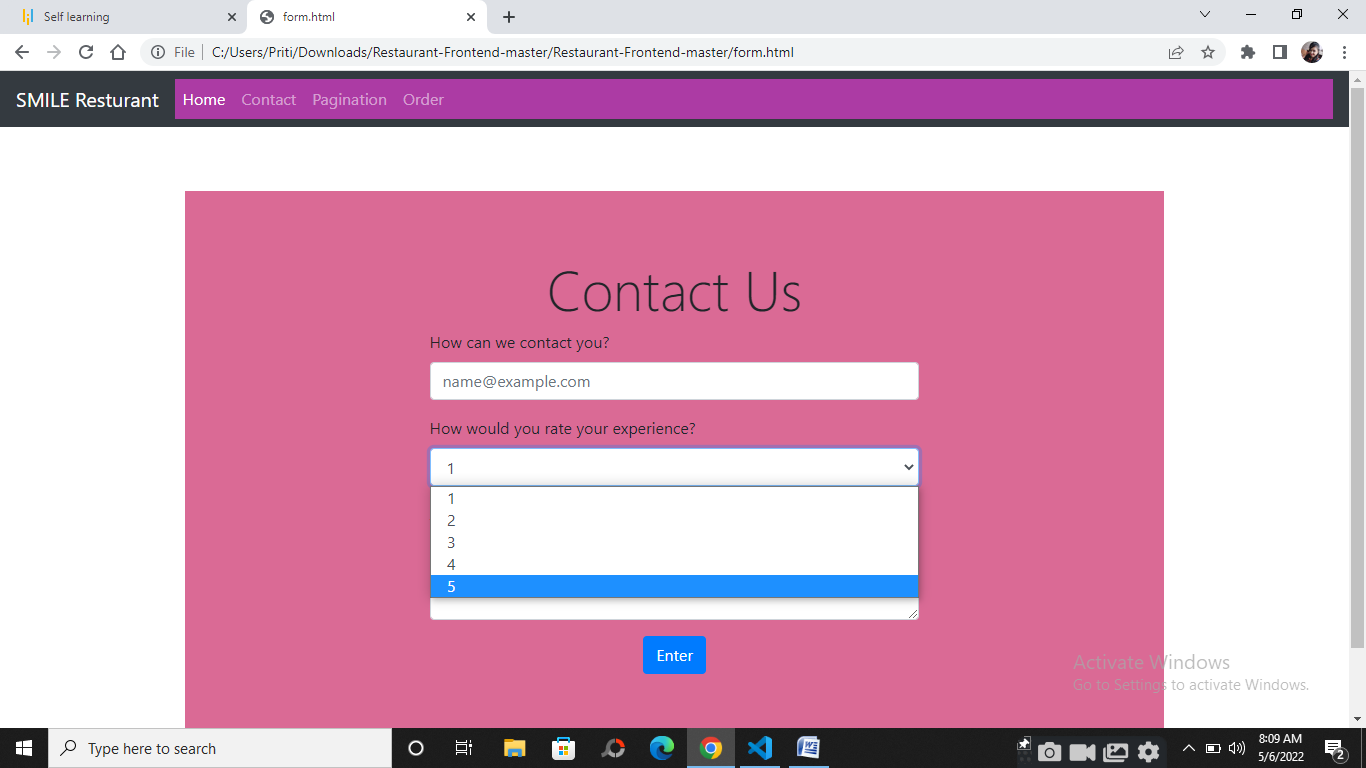 Self learning
form.html
File
C:/Users/Priti/Downloads/Restaurant-Frontend-master/Restaurant-Frontend-master/form.html
SMILE Resturant
Home
Contact
Pagination
Order
Contact Us
How can we contact you?
name@example.com
How would you rate your experience?
1
1
2
3
4
5
Enter
Activate Windows
Go to Settings to activate Windows.
Type here to search
8:09 AM
5/6/2022
2